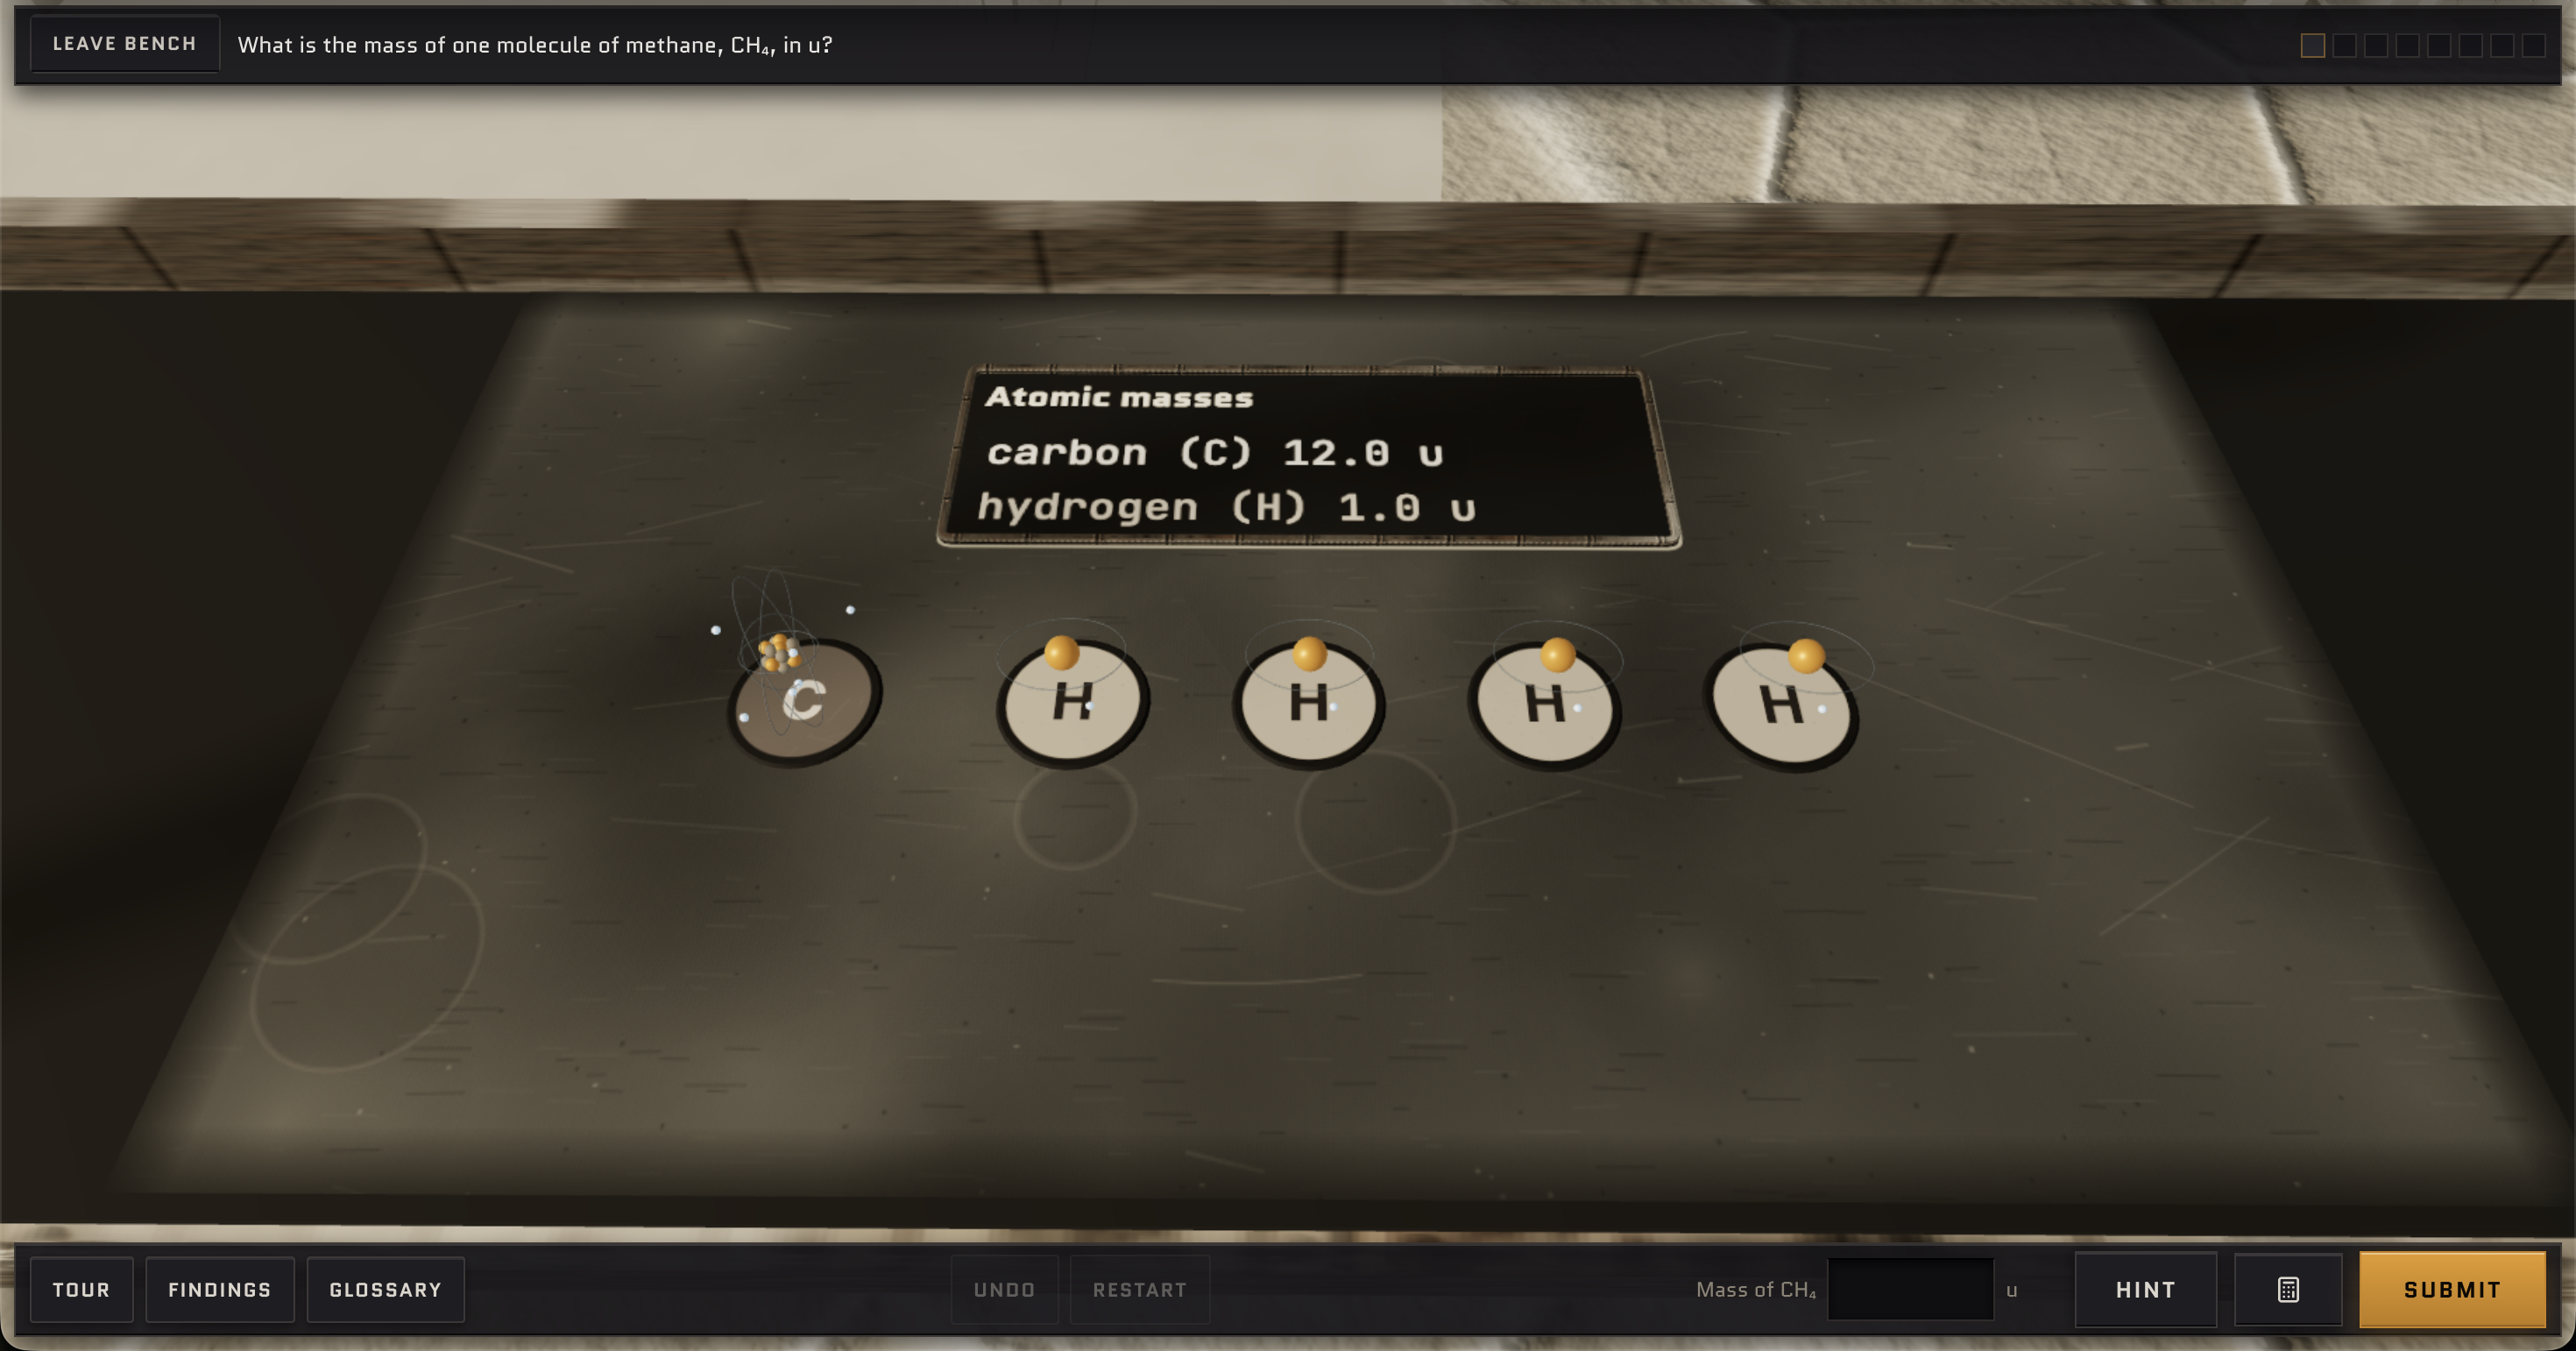 LEAVE BENCH
What is the mass of one molecule of methane, CH₄, in u?
Atomic masses
carbon (C) 12.0 u
hydrogen (H) 1.0 u
C H H H H
TOUR FINDINGS GLOSSARY UNDO RESTART Mass of CH₄ u HINT SUBMIT